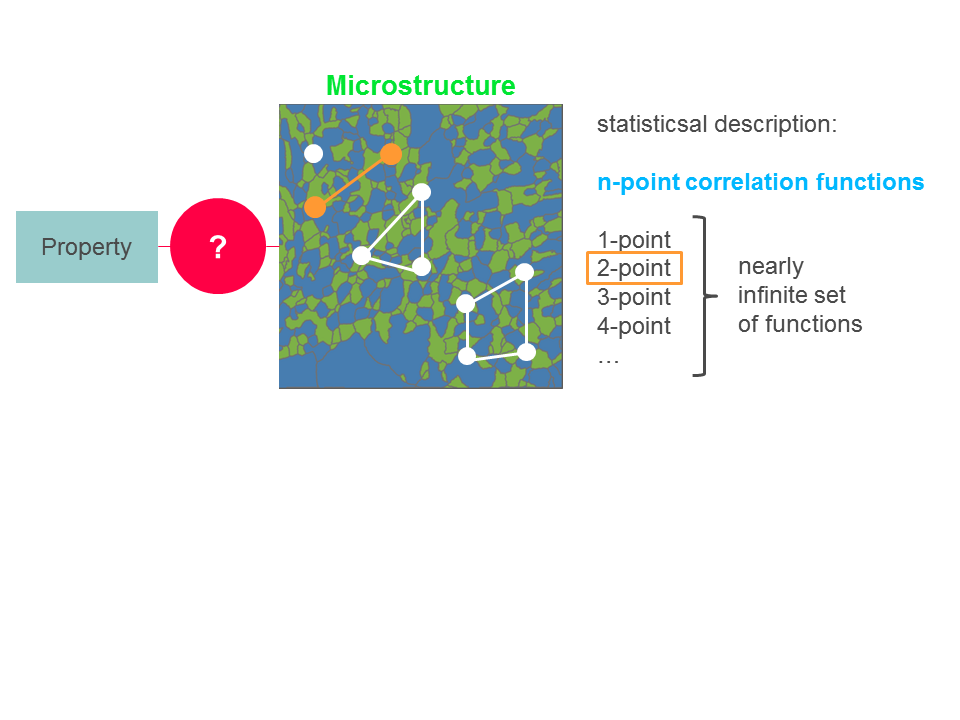 Microstructure
statisticsal description:
n-point correlation functions
Property
?
1-point
2-point
3-point
4-point
…
nearly
infinite set
of functions